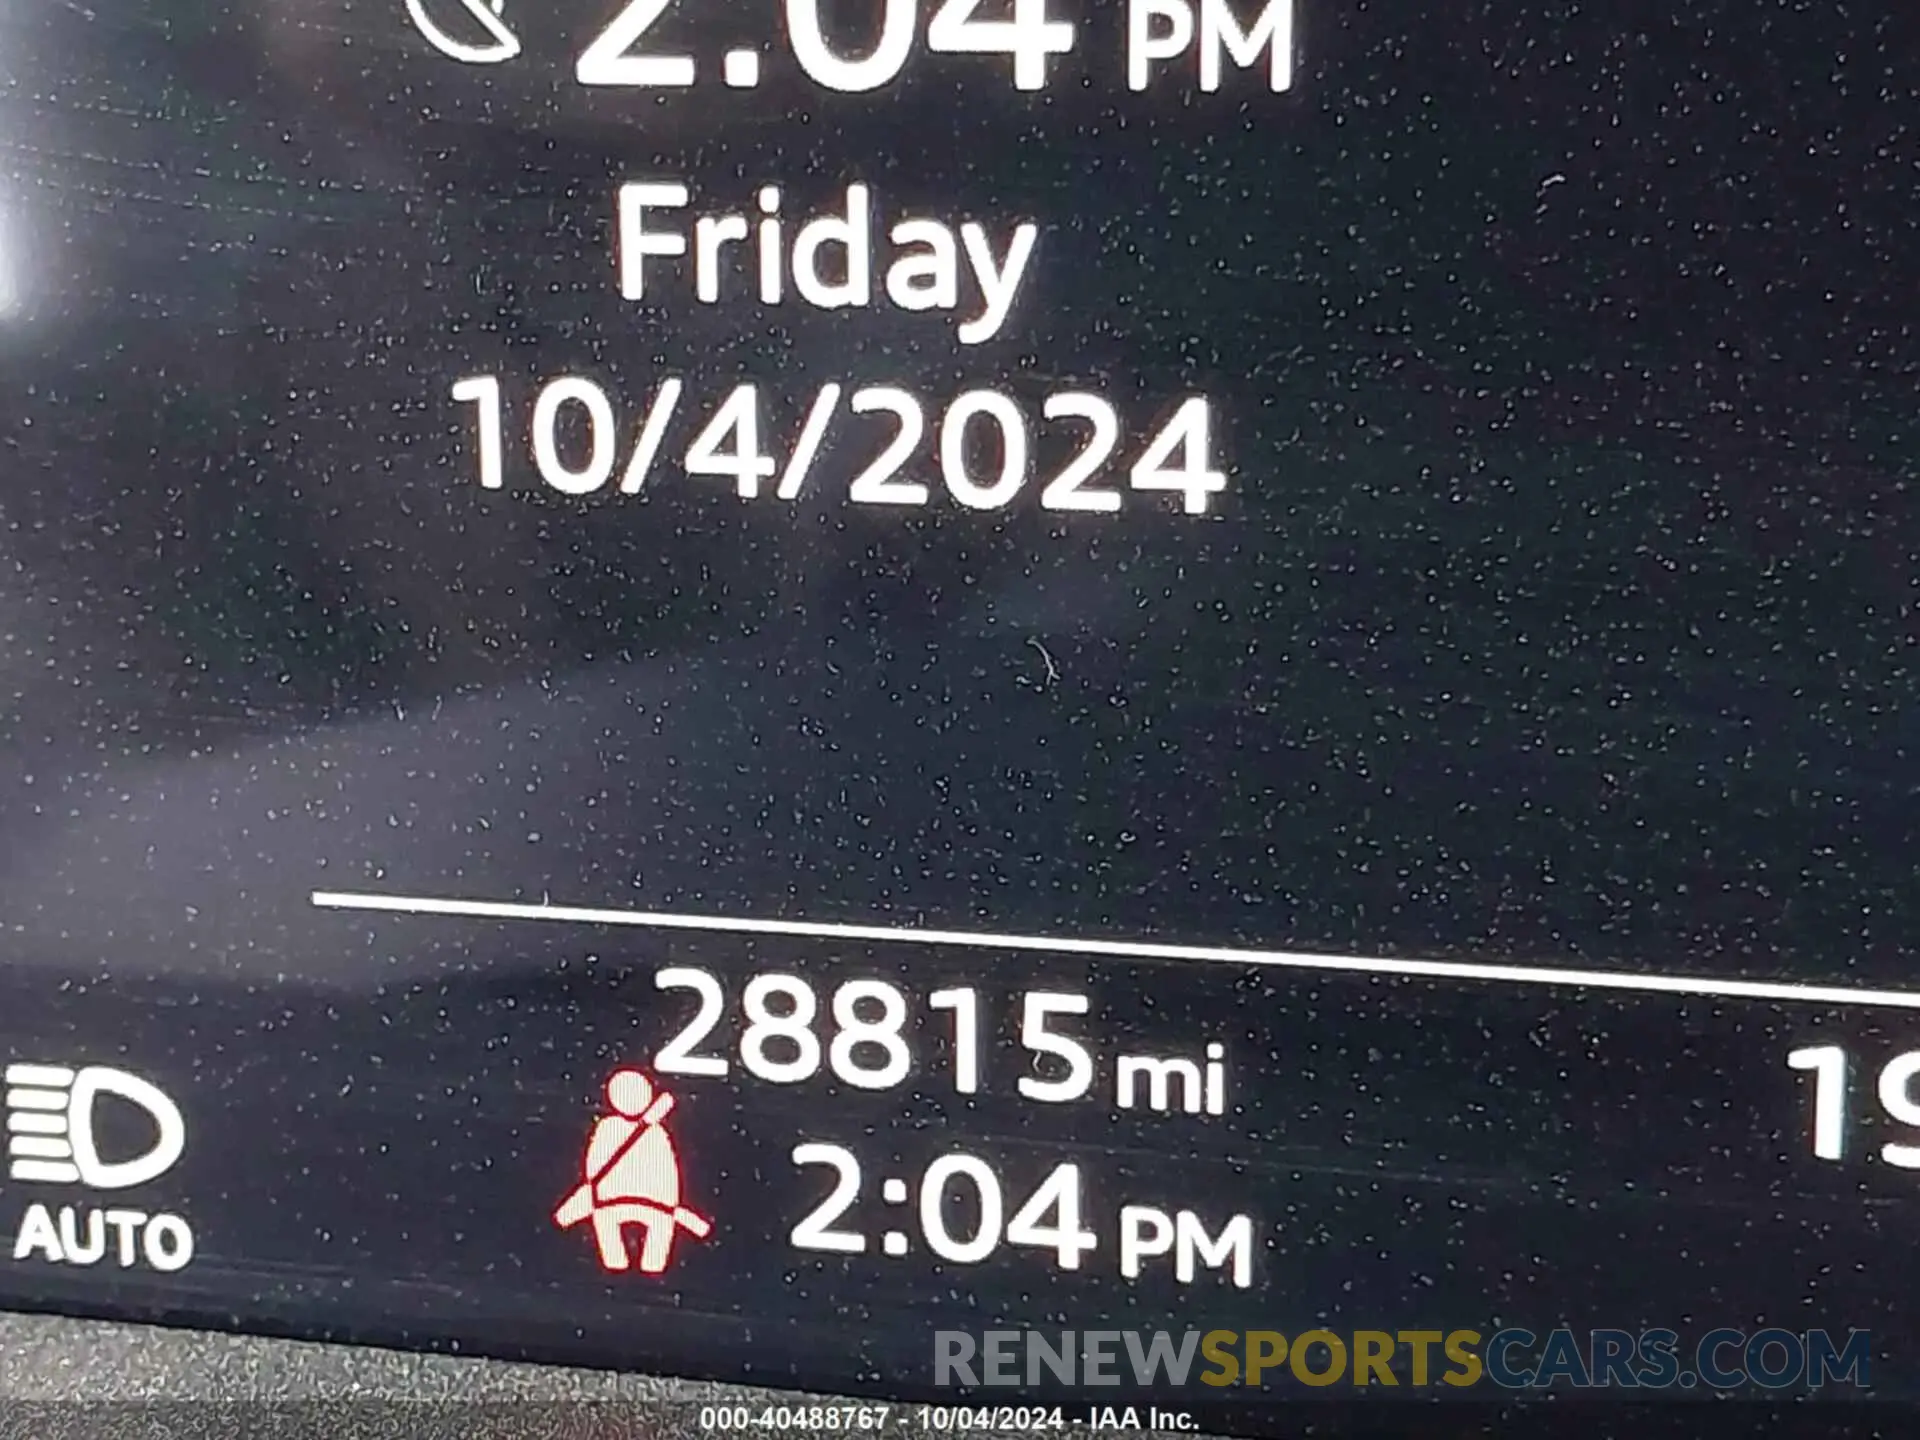 2:04 PM
Friday
10/4/2024
28815 mi
19
AUTO
2:04 PM
RENEWSPORTSCARS.COM
000-40488767 - 10/04/2024 - IAA Inc.